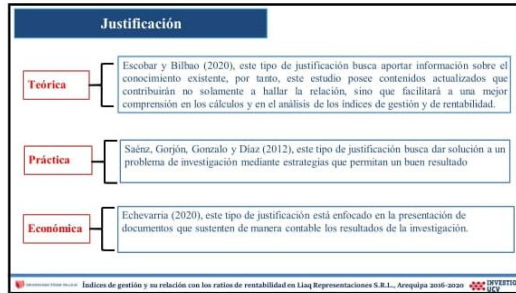 Justificación
Teórica
Escobar y Bilbao (2020), este tipo de justificación busca aportar información sobre el
conocimiento existente, por tanto, este estudio posee contenidos actualizados que
contribuirán no solamente a hallar la relación, sino que facilitará a una mejor
comprensión en los cálculos y en el análisis de los índices de gestión y de rentabilidad.
Práctica
Saénz, Gorjón, Gonzalo y Díaz (2012), este tipo de justificación busca dar solución a un
problema de investigación mediante estrategias que permitan un buen resultado
Económica
Echevarria (2020), este tipo de justificación está enfocado en la presentación de
documentos que sustenten de manera contable los resultados de la investigación.
UNIVERSIDAD CÉSAR VALLEJO
Índices de gestión y su relación con los ratios de rentabilidad en Liaq Representaciones S.R.L., Arequipa 2016-2020
INVESTIG
UCV